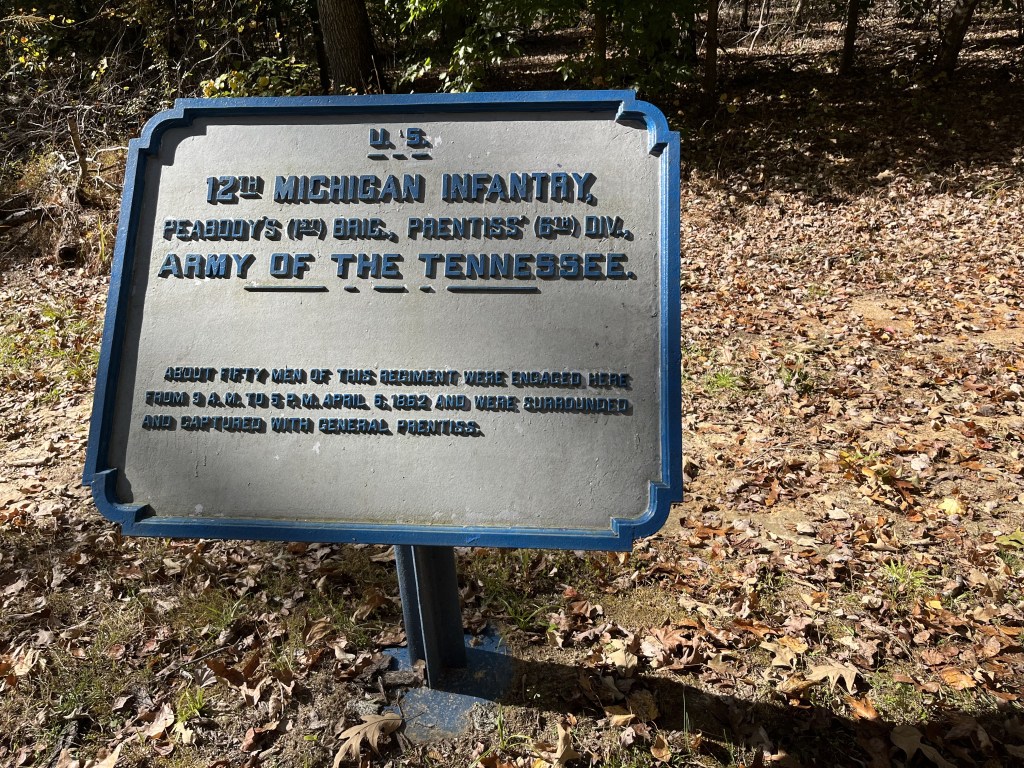 U. S.
12TH MICHIGAN INFANTRY,
PEABODY'S (1ST) BRIG., PRENTISS' (6TH) DIV.,
ARMY OF THE TENNESSEE.
ABOUT FIFTY MEN OF THIS REGIMENT WERE ENGAGED HERE
FROM 9 A. M. TO 5 P. M. APRIL 6, 1862 AND WERE SURROUNDED
AND CAPTURED WITH GENERAL PRENTISS.